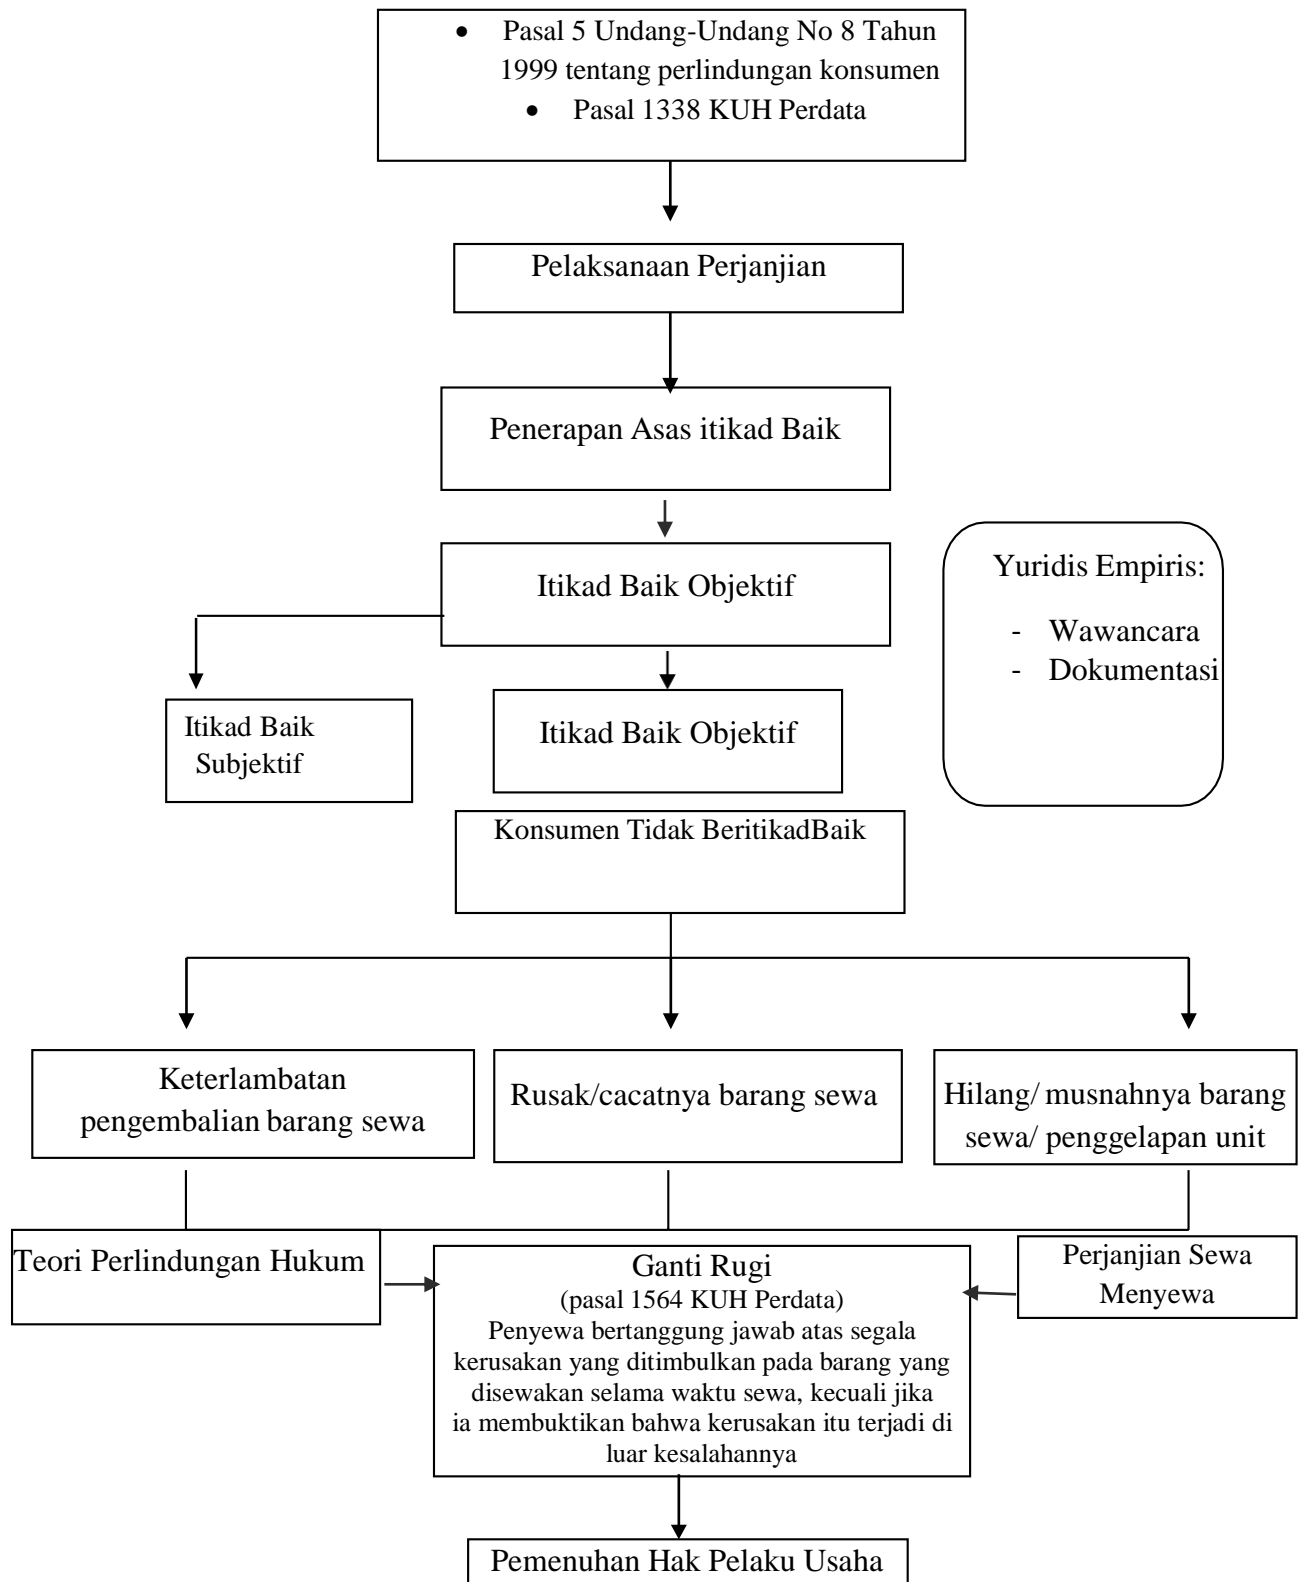 • Pasal 5 Undang-Undang No 8 Tahun
1999 tentang perlindungan konsumen
• Pasal 1338 KUH Perdata
Pelaksanaan Perjanjian
Penerapan Asas itikad Baik
Itikad Baik Objektif
Yuridis Empiris:
- Wawancara
- Dokumentasi
Itikad Baik
Subjektif
Itikad Baik Objektif
Konsumen Tidak BeritikadBaik
Keterlambatan
pengembalian barang sewa
Rusak/cacatnya barang sewa
Hilang/ musnahnya barang
sewa/ penggelapan unit
Teori Perlindungan Hukum
Ganti Rugi
(pasal 1564 KUH Perdata)
Penyewa bertanggung jawab atas segala
kerusakan yang ditimbulkan pada barang yang
disewakan selama waktu sewa, kecuali jika
ia membuktikan bahwa kerusakan itu terjadi di
luar kesalahannya
Perjanjian Sewa
Menyewa
Pemenuhan Hak Pelaku Usaha